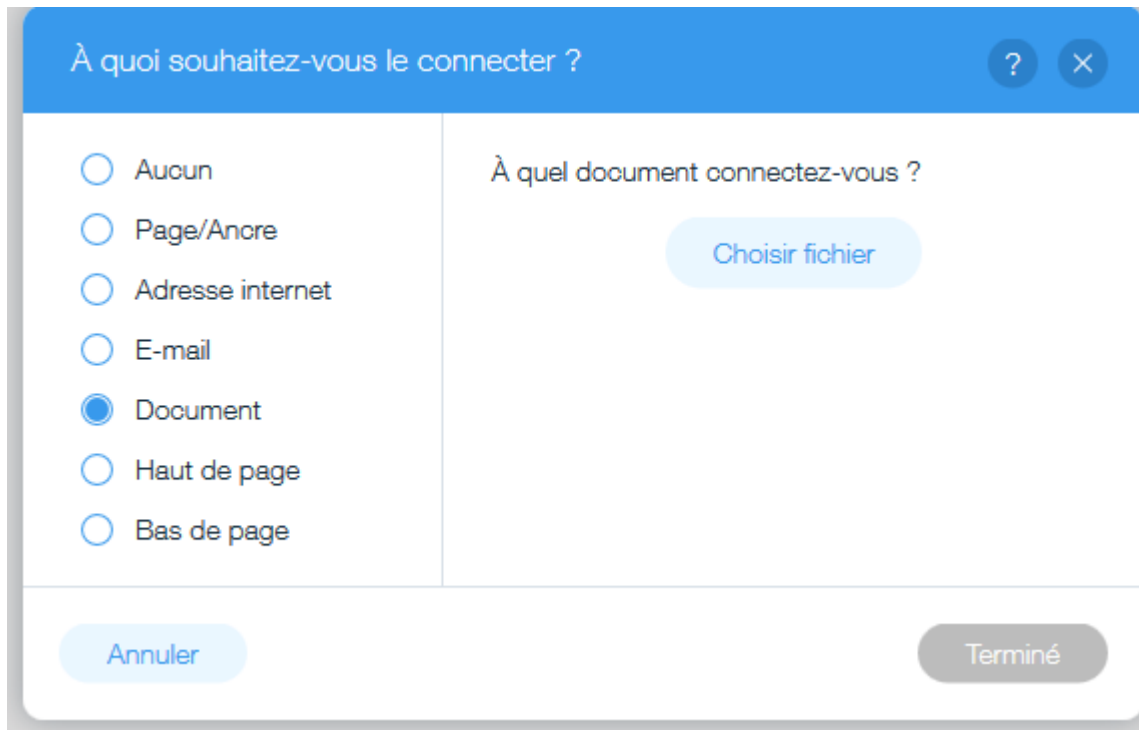 À quoi souhaitez-vous le connecter ?
?
Aucun
Page/Ancre
Adresse internet
E-mail
Document
Haut de page
Bas de page
À quel document connectez-vous ?
Choisir fichier
Annuler
Terminé